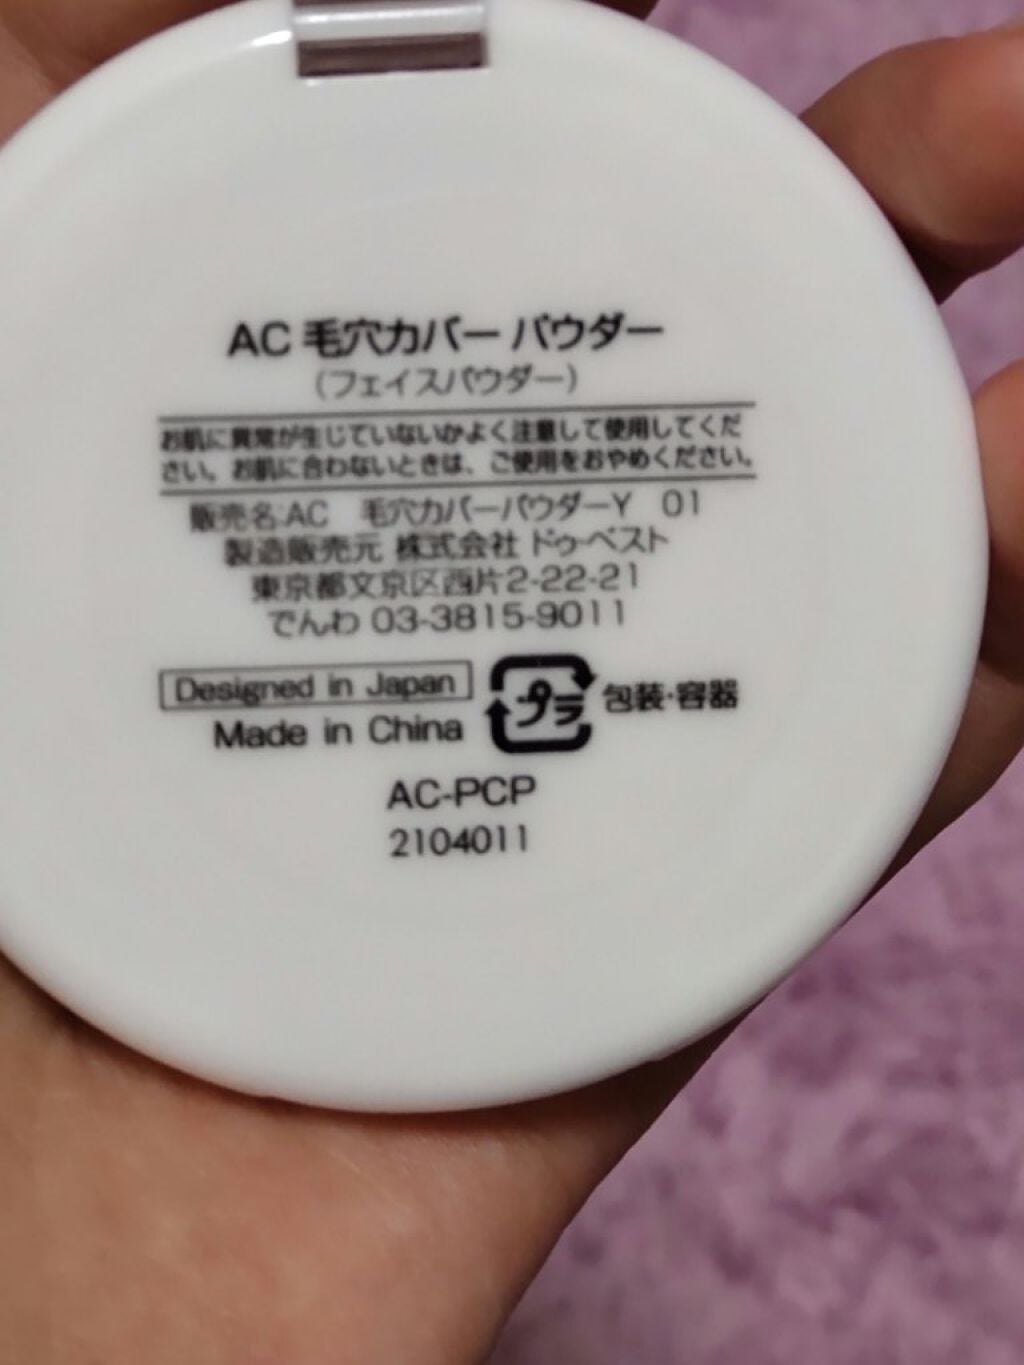 AC 毛穴カバー パウダー
（フェイスパウダー）
お肌に異常が生じていないかよく注意して使用してくだ
さい。お肌に合わないときは、ご使用をおやめください。
販売名:AC 毛穴カバーパウダーY 01
製造販売元 株式会社 ドゥ・ベスト
東京都文京区西片2-22-21
でんわ 03-3815-9011
Designed in Japan
Made in China
プラ 包装・容器
AC-PCP
2104011